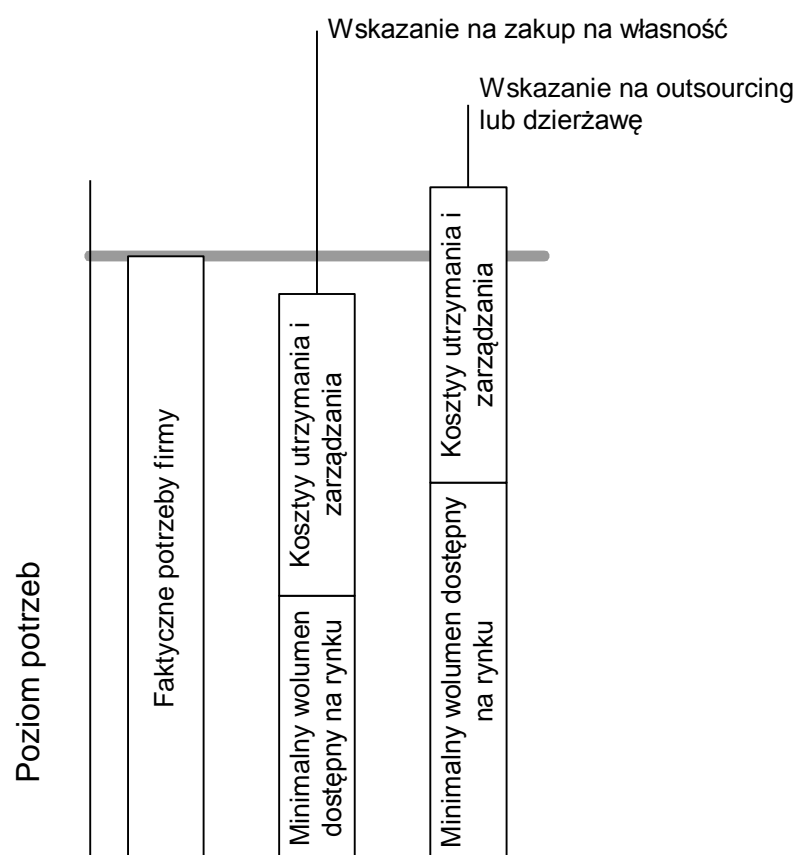 Wskazanie na zakup na własność
Wskazanie na outsourcing
lub dzierżawę
Poziom potrzeb
Faktyczne potrzeby firmy
Kosztyy utrzymania i
zarządzania
Minimalny wolumen
dostępny na rynku
Kosztyy utrzymania i
zarządzania
Minimalny wolumen dostępny
na rynku